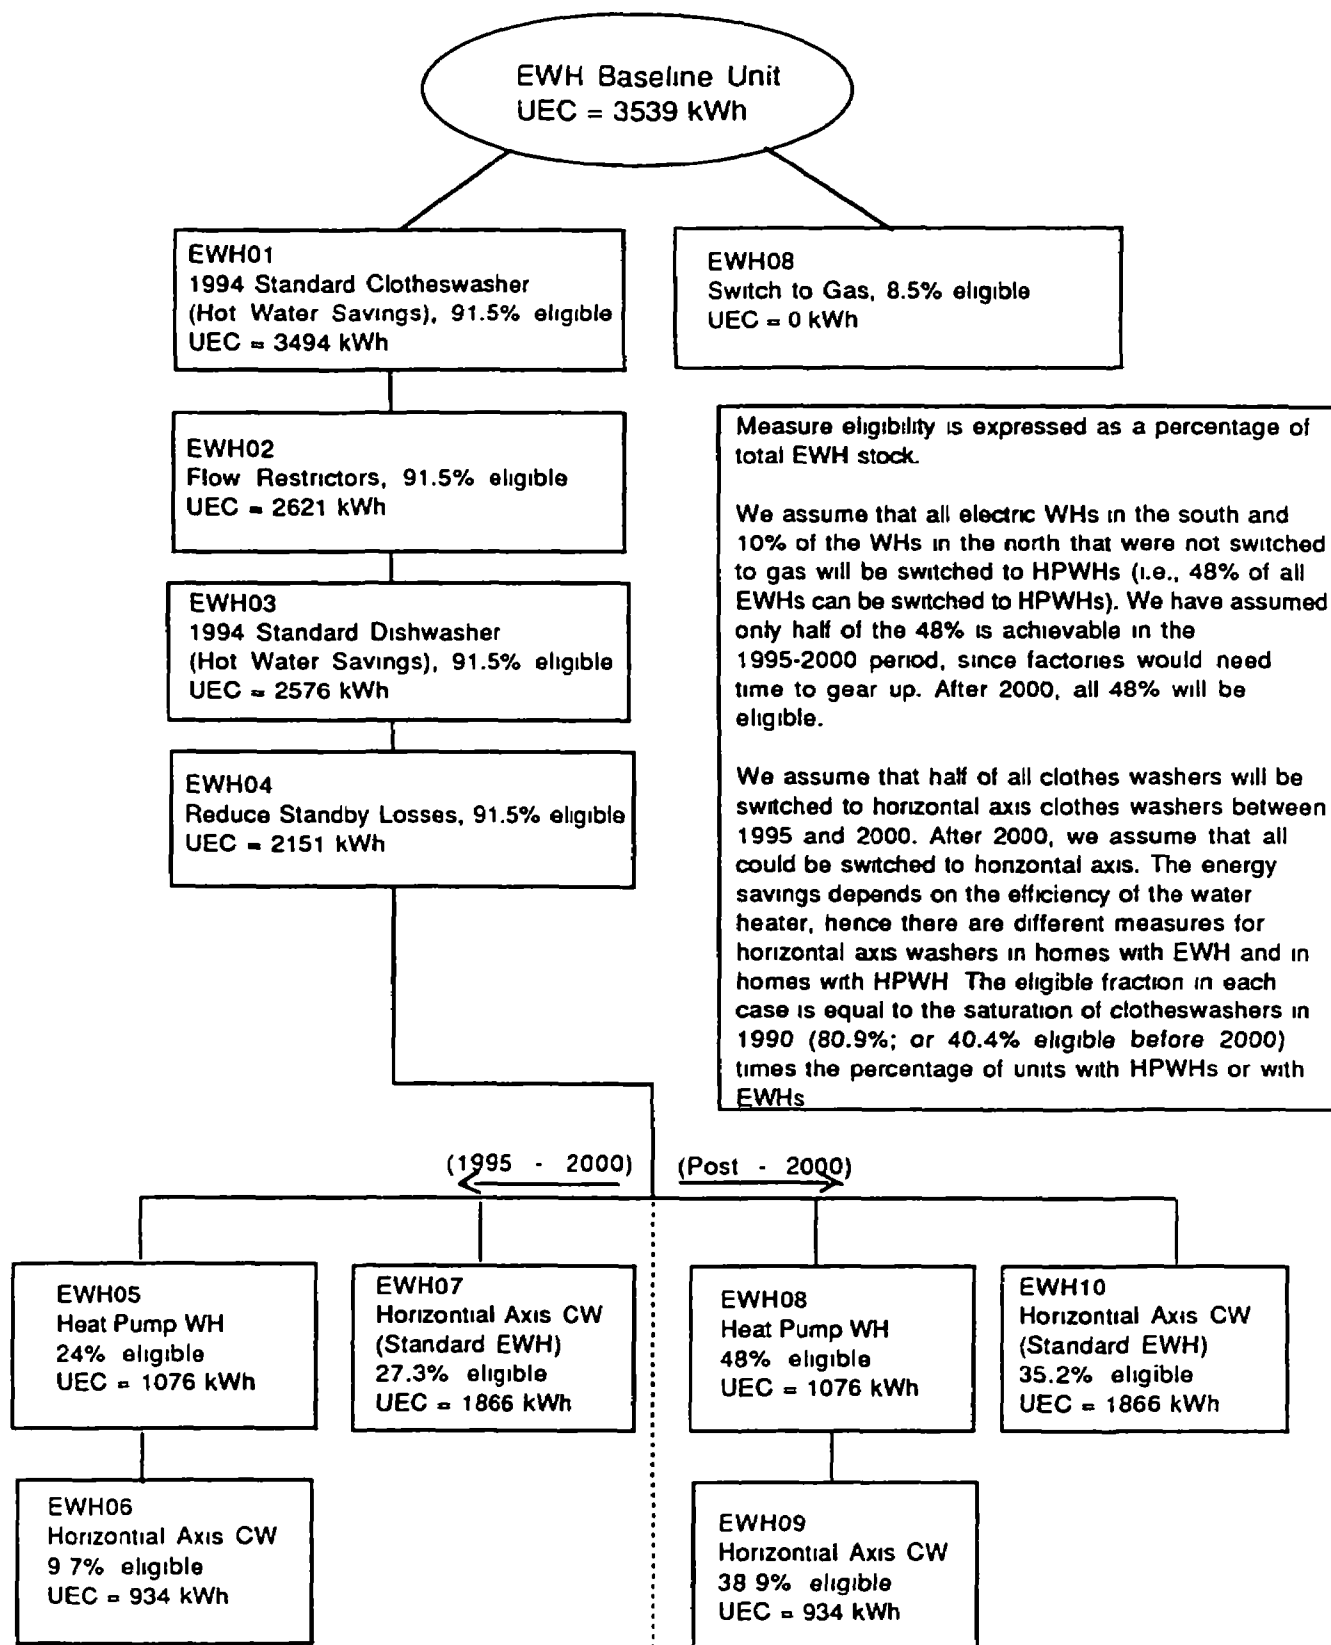 EWH Baseline Unit
UEC = 3539 kWh
EWH01
1994 Standard Clotheswasher
(Hot Water Savings), 91.5% eligible
UEC = 3494 kWh
EWH08
Switch to Gas, 8.5% eligible
UEC = 0 kWh
EWH02
Flow Restrictors, 91.5% eligible
UEC = 2621 kWh
EWH03
1994 Standard Dishwasher
(Hot Water Savings), 91.5% eligible
UEC = 2576 kWh
EWH04
Reduce Standby Losses, 91.5% eligible
UEC = 2151 kWh
Measure eligibility is expressed as a percentage of
total EWH stock.
We assume that all electric WHs in the south and
10% of the WHs in the north that were not switched
to gas will be switched to HPWHs (i.e., 48% of all
EWHs can be switched to HPWHs). We have assumed
only half of the 48% is achievable in the
1995-2000 period, since factories would need
time to gear up. After 2000, all 48% will be
eligible.
We assume that half of all clothes washers will be
switched to horizontal axis clothes washers between
1995 and 2000. After 2000, we assume that all
could be switched to horizontal axis. The energy
savings depends on the efficiency of the water
heater, hence there are different measures for
horizontal axis washers in homes with EWH and in
homes with HPWH The eligible fraction in each
case is equal to the saturation of clotheswashers in
1990 (80.9%; or 40.4% eligible before 2000)
times the percentage of units with HPWHs or with
EWHs
(1995 - 2000)
(Post - 2000)
EWH05
Heat Pump WH
24% eligible
UEC = 1076 kWh
EWH07
Horizontial Axis CW
(Standard EWH)
27.3% eligible
UEC = 1866 kWh
EWH08
Heat Pump WH
48% eligible
UEC = 1076 kWh
EWH10
Horizontial Axis CW
(Standard EWH)
35.2% eligible
UEC = 1866 kWh
EWH06
Horizontial Axis CW
9 7% eligible
UEC = 934 kWh
EWH09
Horizontial Axis CW
38 9% eligible
UEC = 934 kWh